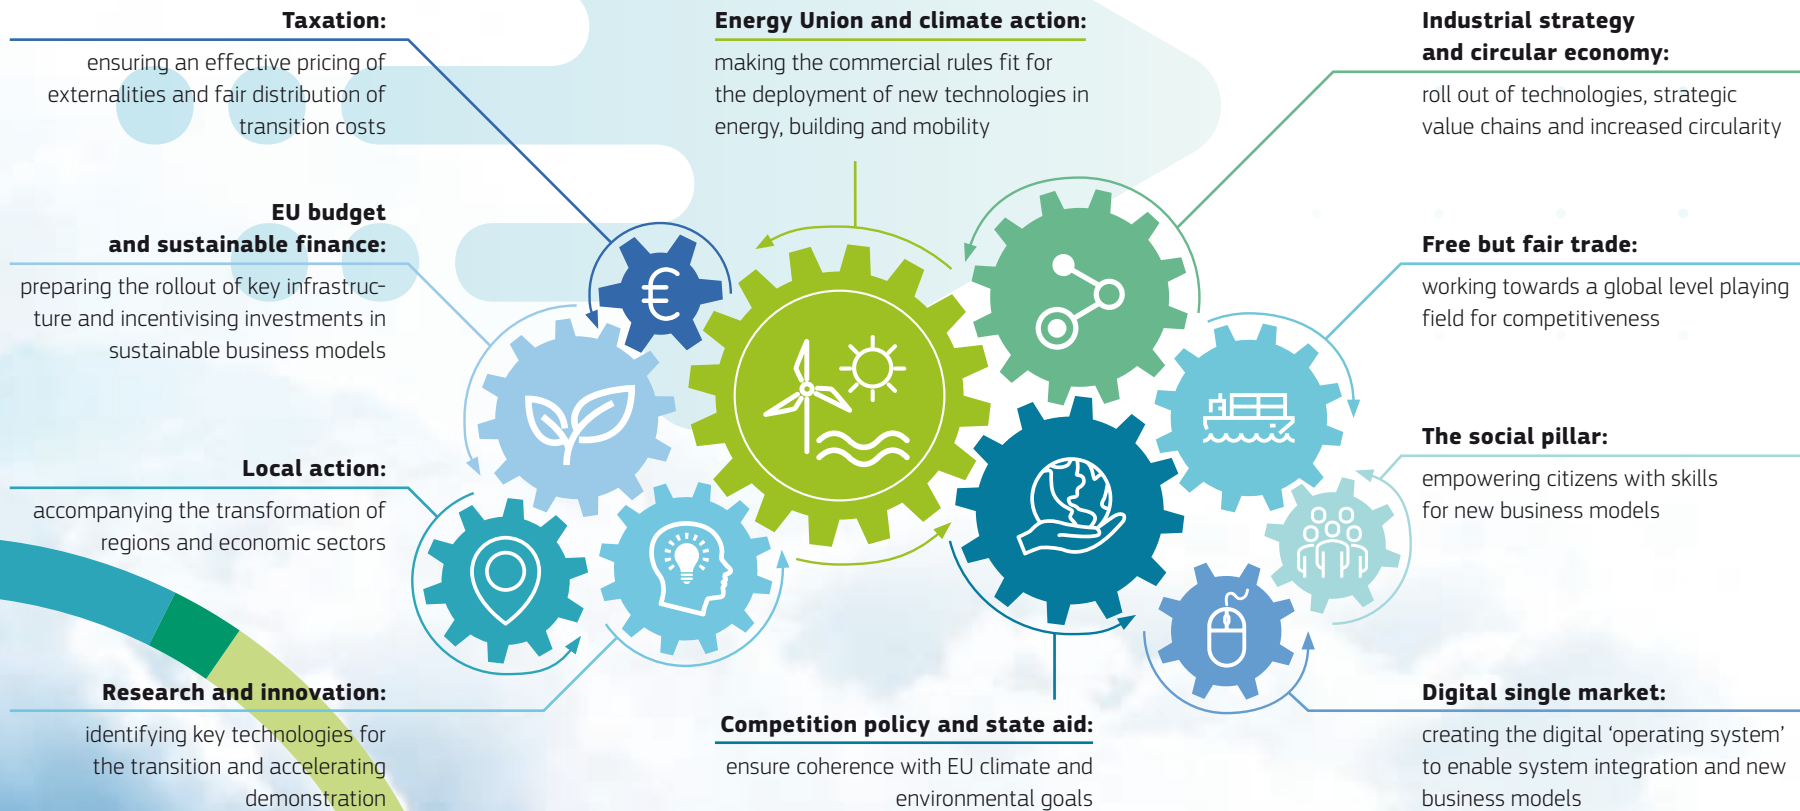 Taxation:
ensuring an effective pricing of
externalities and fair distribution of
transition costs
EU budget
and sustainable finance:
preparing the rollout of key infrastruc-
ture and incentivising investments in
sustainable business models
Local action:
accompanying the transformation of
regions and economic sectors
Research and innovation:
identifying key technologies for
the transition and accelerating
demonstration
Energy Union and climate action:
making the commercial rules fit for
the deployment of new technologies in
energy, building and mobility
€
Competition policy and state aid:
ensure coherence with EU climate and
environmental goals
Industrial strategy
and circular economy:
roll out of technologies, strategic
value chains and increased circularity
Free but fair trade:
working towards a global level playing
field for competitiveness
The social pillar:
empowering citizens with skills
for new business models
Digital single market:
creating the digital ‘operating system’
to enable system integration and new
business models